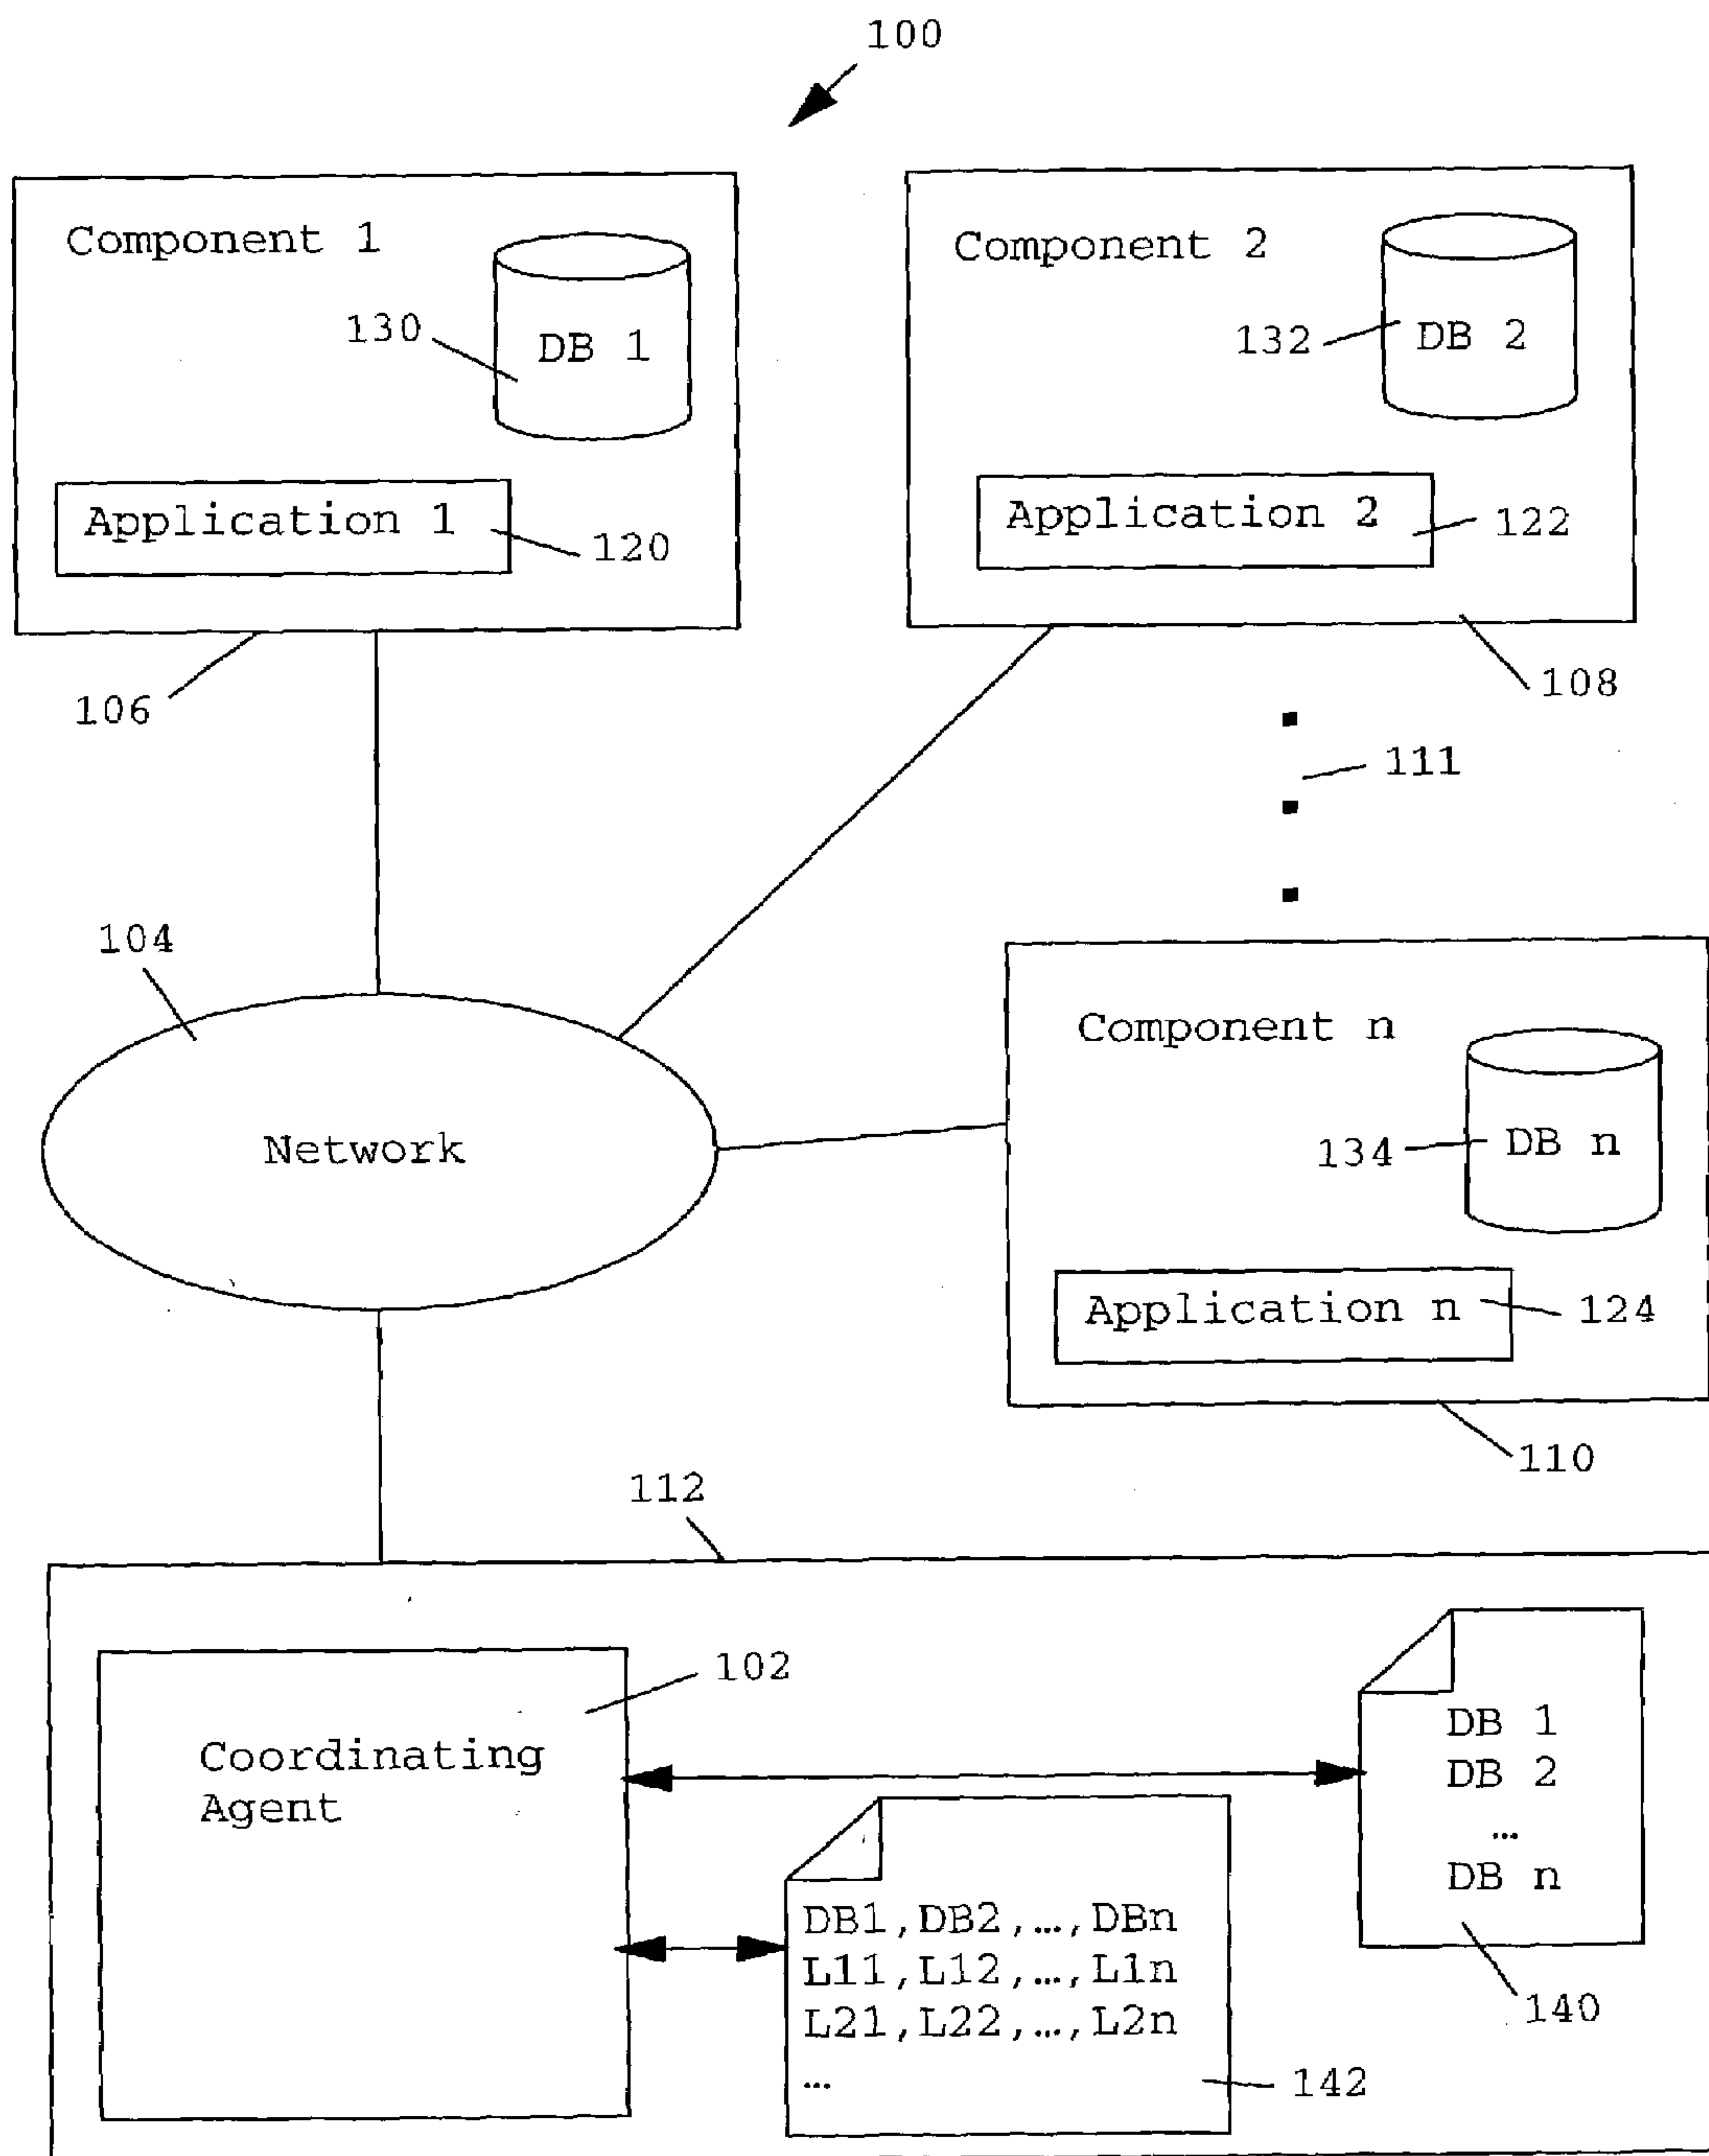 100
Component 1
130
DB 1
Application 1
120
106
Component 2
132
DB 2
Application 2
122
108
111
104
Network
Component n
134
DB n
Application n
124
110
112
102
Coordinating
Agent
DB 1
DB 2
…
DB n
140
DB1,DB2,…,DBn
L11,L12,…,L1n
L21,L22,…,L2n
…
142